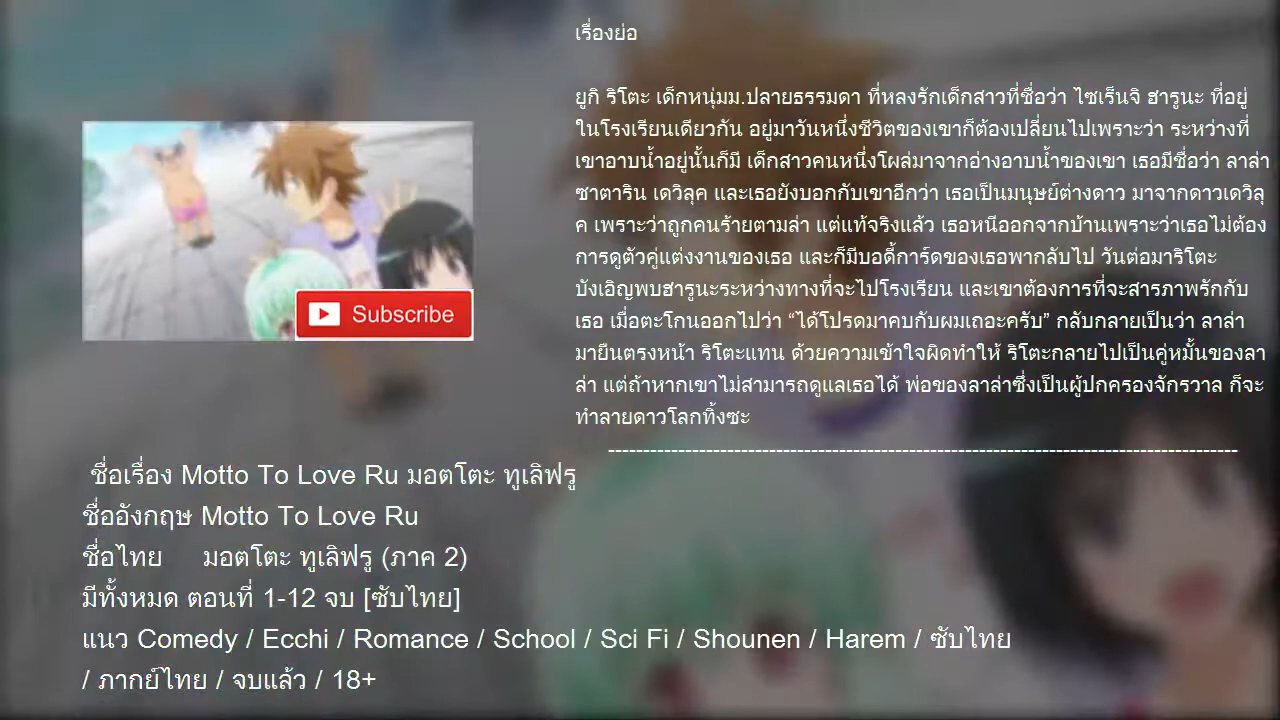 เรื่องย่อ
ยูกิ ริโตะ เด็กหนุ่มม.ปลายธรรมดา ที่หลงรักเด็กสาวที่ชื่อว่า ไซเร็นจิ ฮารูนะ ที่อยู่
ในโรงเรียนเดียวกัน อยู่มาวันหนึ่งชีวิตของเขาก็ต้องเปลี่ยนไปเพราะว่า ระหว่างที่
เขาอาบน้ำอยู่นั้นก็มี เด็กสาวคนหนึ่งโผล่มาจากอ่างอาบน้ำของเขา เธอมีชื่อว่า ลาล่า
ซาตาริน เดวิลุค และเธอยังบอกกับเขาอีกว่า เธอเป็นมนุษย์ต่างดาว มาจากดาวเดวิลุ
ค เพราะว่าถูกคนร้ายตามล่า แต่แท้จริงแล้ว เธอหนีออกจากบ้านเพราะว่าเธอไม่ต้อง
การดูตัวคู่แต่งงานของเธอ และก็มีบอดี้การ์ดของเธอพากลับไป วันต่อมาริโตะ
บังเอิญพบฮารูนะระหว่างทางที่จะไปโรงเรียน และเขาต้องการที่จะสารภาพรักกับ
เธอ เมื่อตะโกนออกไปว่า “ได้โปรดมาคบกับผมเถอะครับ” กลับกลายเป็นว่า ลาล่า
มายืนตรงหน้า ริโตะแทน ด้วยความเข้าใจผิดทำให้ ริโตะกลายไปเป็นคู่หมั้นของลา
ล่า แต่ถ้าหากเขาไม่สามารถดูแลเธอได้ พ่อของลาล่าซึ่งเป็นผู้ปกครองจักรวาล ก็จะ
ทำลายดาวโลกทิ้งซะ
------------------------------------------------------------------------------------------
Subscribe
ชื่อเรื่อง Motto To Love Ru มอตโตะ ทูเลิฟรู
ชื่ออังกฤษ Motto To Love Ru
ชื่อไทย มอตโตะ ทูเลิฟรู (ภาค 2)
มีทั้งหมด ตอนที่ 1-12 จบ [ซับไทย]
แนว Comedy / Ecchi / Romance / School / Sci Fi / Shounen / Harem / ซับไทย
/ ภากย์ไทย / จบแล้ว / 18+